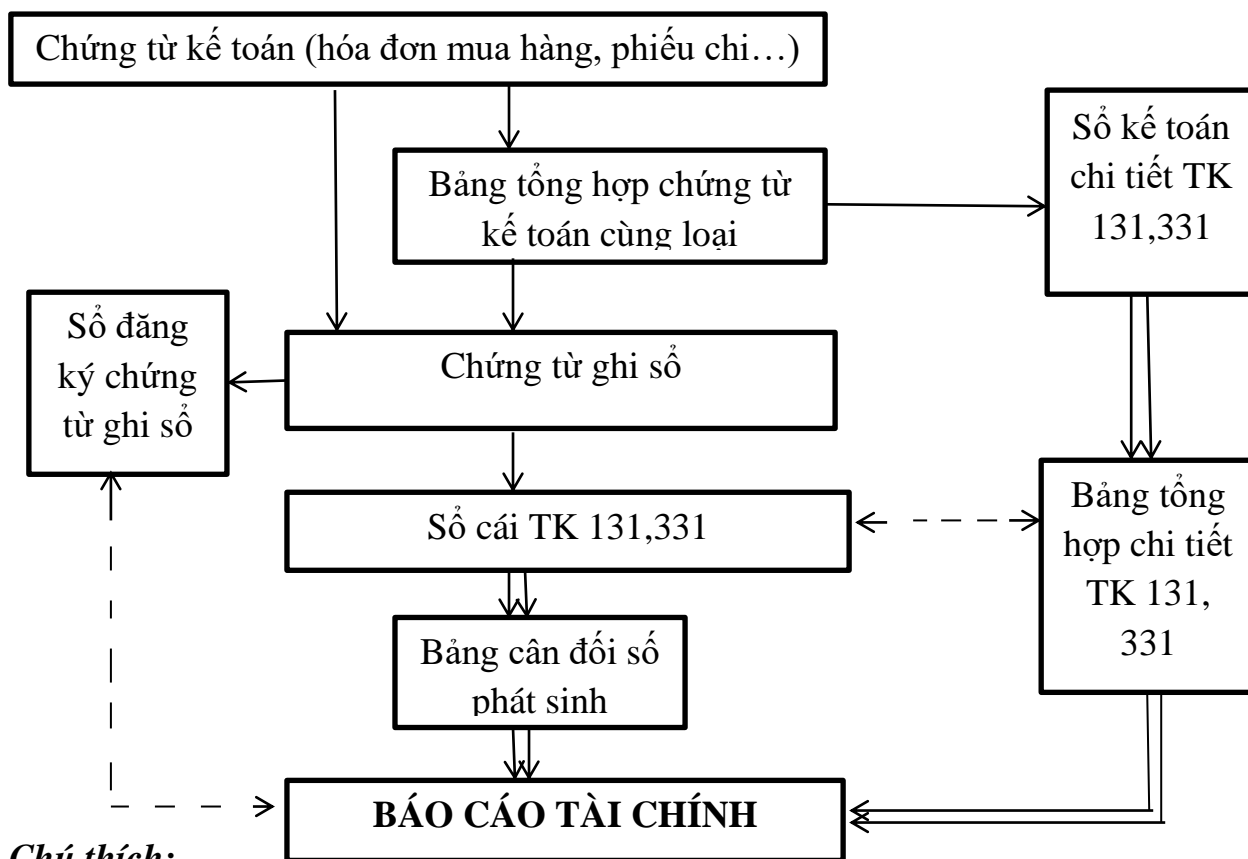 Chứng từ kế toán (hóa đơn mua hàng, phiếu chi…)
Sổ kế toán
chi tiết TK
131,331
Bảng tổng hợp chứng từ
kế toán cùng loại
Sổ đăng
ký chứng
từ ghi sổ
Chứng từ ghi sổ
Sổ cái TK 131,331
Bảng tổng
hợp chi tiết
TK 131,
331
Bảng cân đối số
phát sinh
BÁO CÁO TÀI CHÍNH
Chú thích: